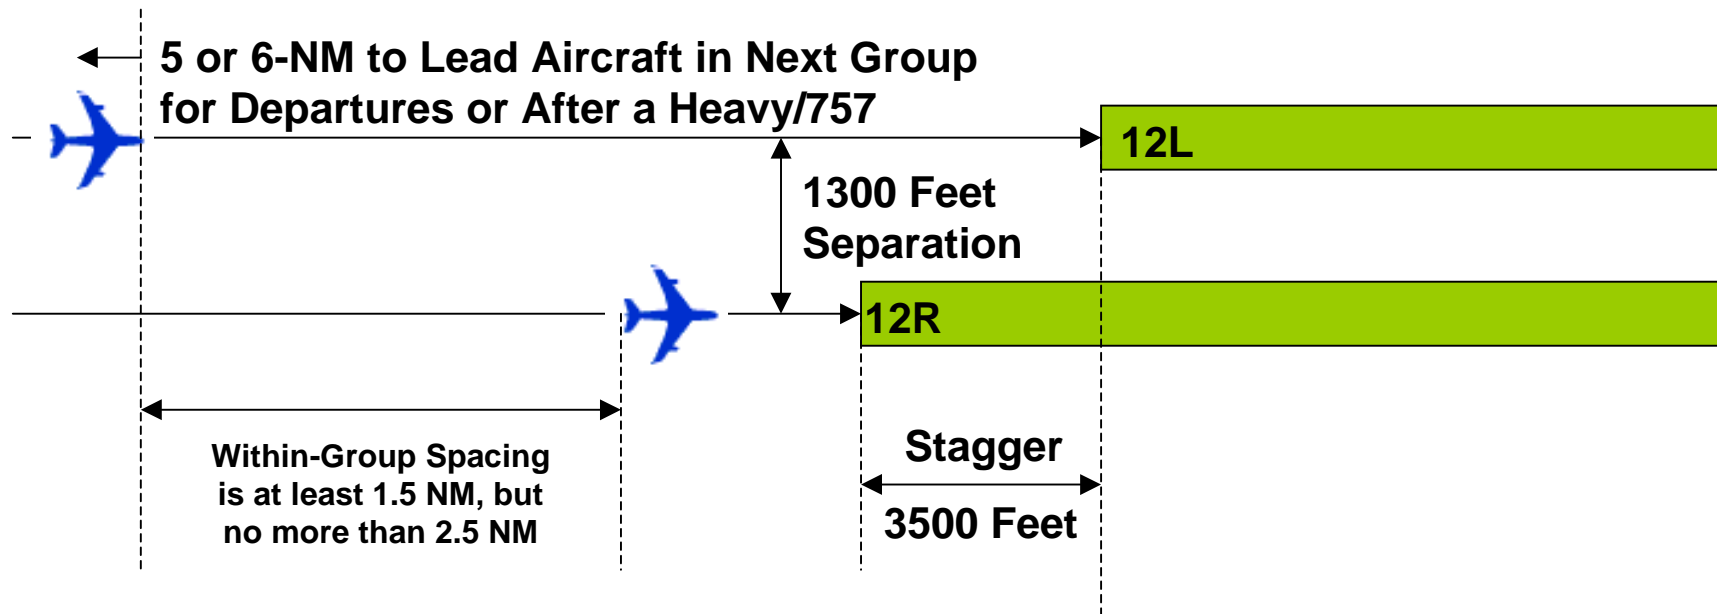 5 or 6-NM to Lead Aircraft in Next Group
for Departures or After a Heavy/757
12L
1300 Feet
Separation
12R
Within-Group Spacing
is at least 1.5 NM, but
no more than 2.5 NM
Stagger
3500 Feet